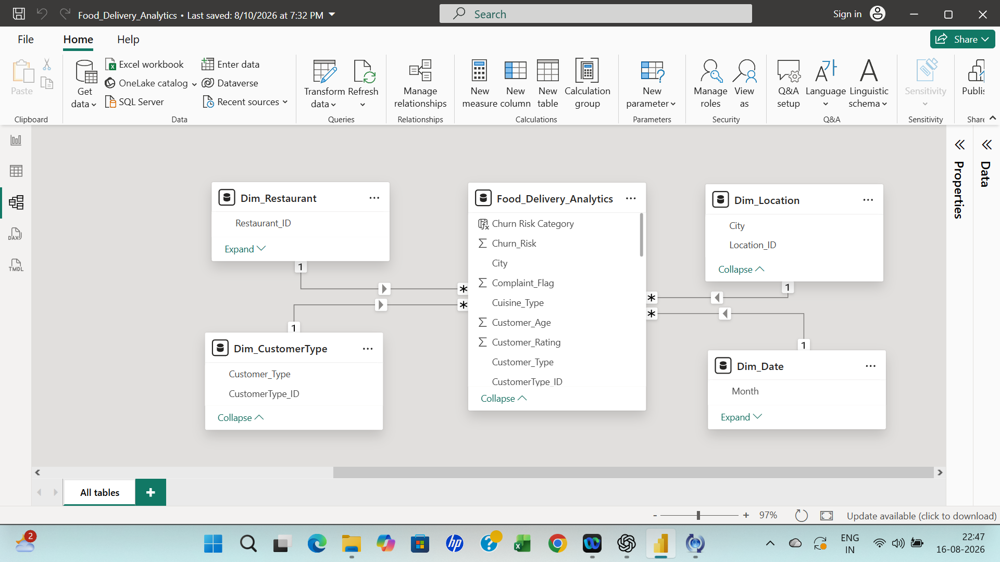 Food_Delivery_Analytics • Last saved: 8/10/2026 at 7:32 PM
Search
Sign in
File
Home
Help
Share
Paste
Clipboard
Get data
Excel workbook
OneLake catalog
SQL Server
Enter data
Dataverse
Recent sources
Data
Transform data
Refresh
Queries
Manage relationships
Relationships
New measure
New column
New table
Calculation group
Calculations
New parameter
Parameters
Manage roles
View as
Security
Q&A setup
Language
Linguistic schema
Q&A
Sensitivity
Sensitivity
Publis
Share
DAX
TMDL
Dim_Restaurant
Restaurant_ID
Expand
1
*
*
1
Dim_CustomerType
Customer_Type
CustomerType_ID
Collapse
Food_Delivery_Analytics
Churn Risk Category
Churn_Risk
City
Complaint_Flag
Cuisine_Type
Customer_Age
Customer_Rating
Customer_Type
CustomerType_ID
Collapse
Dim_Location
City
Location_ID
Collapse
1
*
*
1
Dim_Date
Month
Expand
Properties
Data
All tables
- + 97%
Update available (click to download)
2
ENG
IN
22:47
16-08-2026